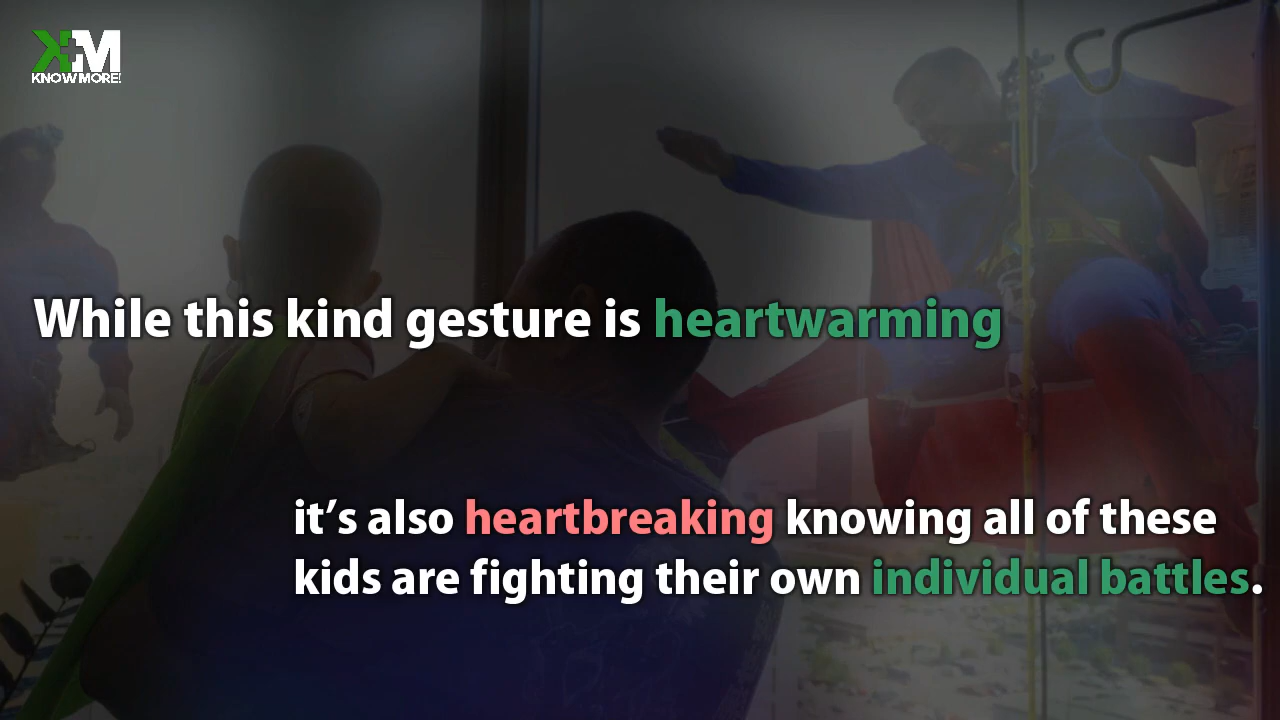 K+M
KNOW MORE!
While this kind gesture is heartwarming
it’s also heartbreaking knowing all of these
kids are fighting their own individual battles.